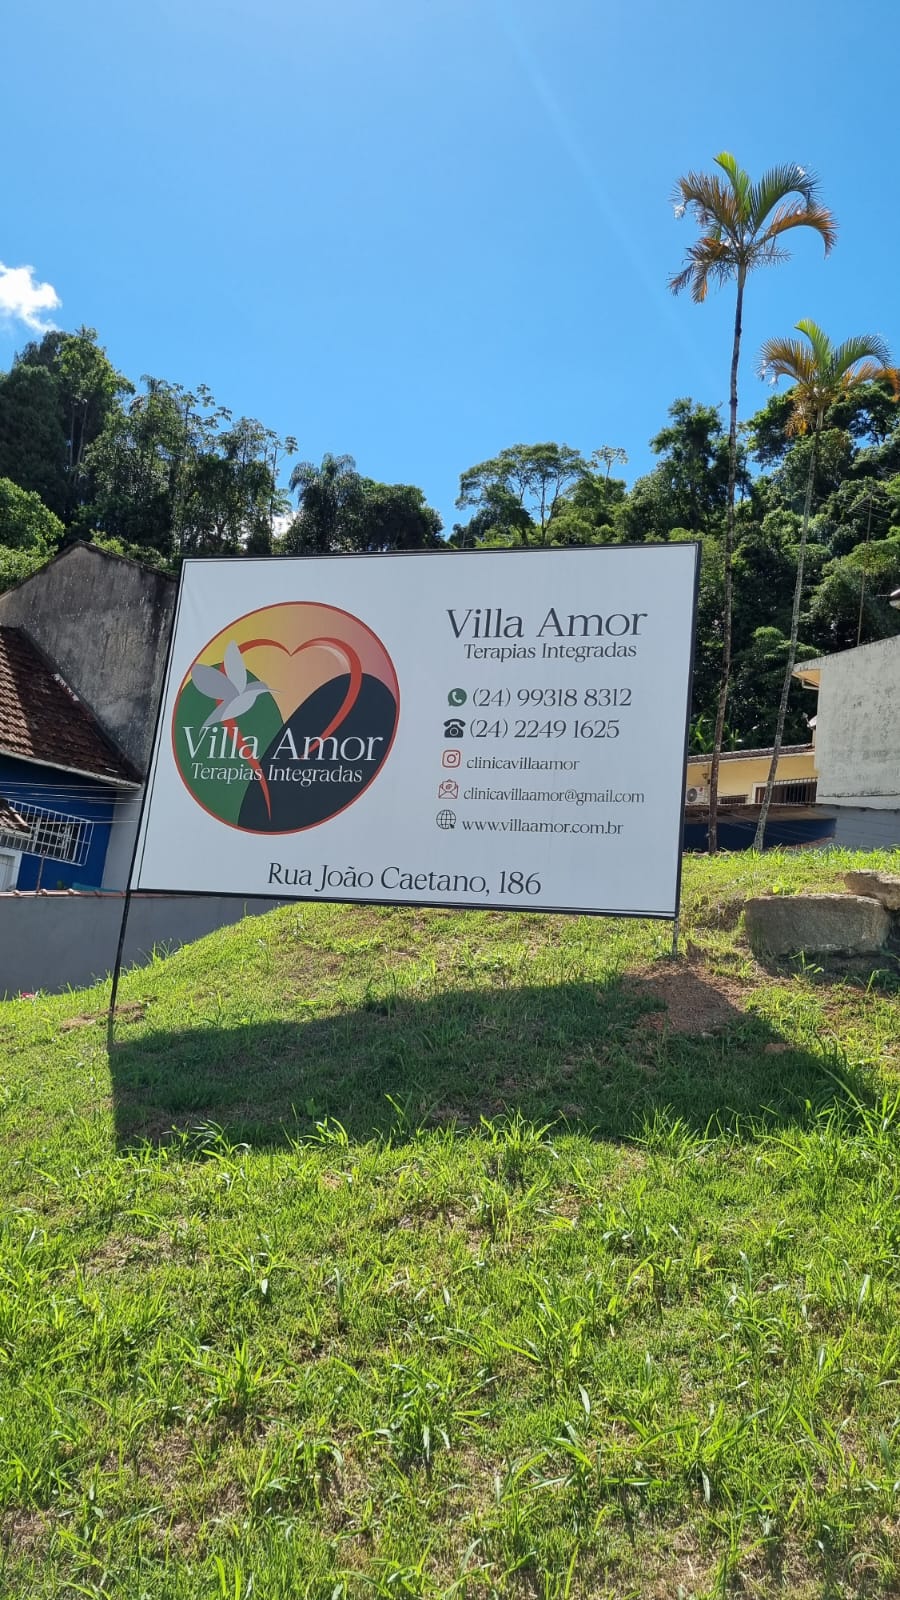 Villa Amor
Terapias Integradas
Villa Amor
Terapias Integradas
(24) 99318 8312
(24) 2249 1625
clinicavillaamor
clinicavillaamor@gmail.com
www.villaamor.com.br
Rua João Caetano, 186